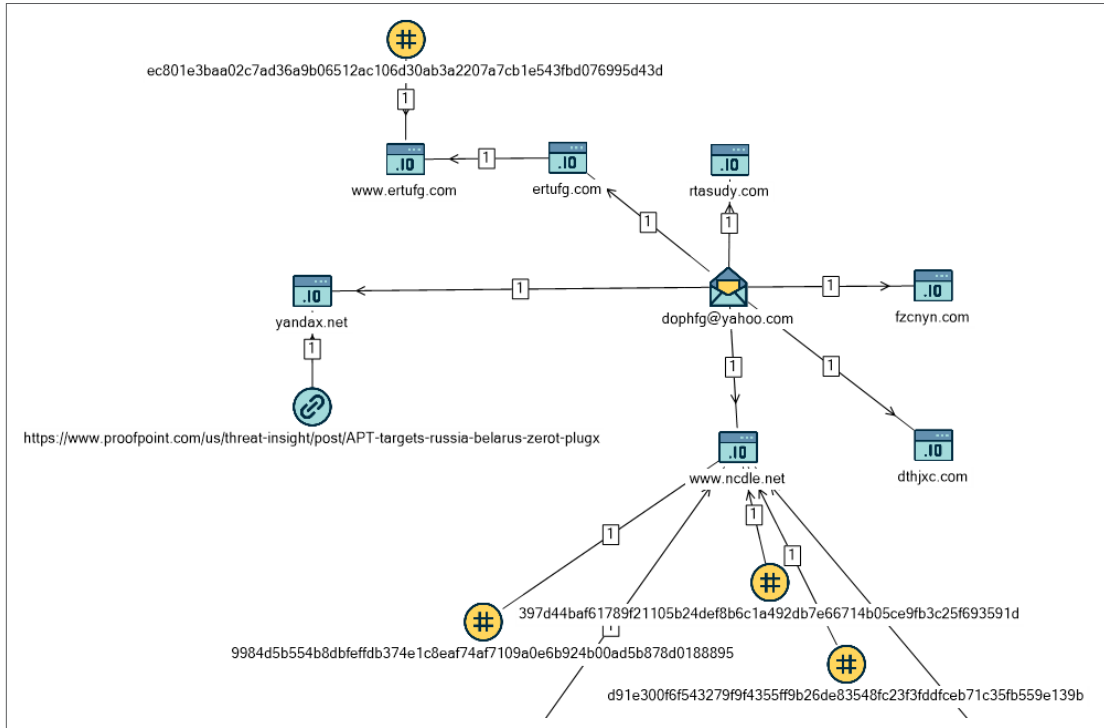 ec801e3baa02c7ad36a9b06512ac106d30ab3a2207a7cb1e543fbd076995d43d
1
.IO
.IO
.IO
1
www.ertufg.com
ertufg.com
rtasudy.com
1
1
.IO
.IO
1
1
yandax.net
dophfg@yahoo.com
fzcnyn.com
1
1
1
https://www.proofpoint.com/us/threat-insight/post/APT-targets-russia-belarus-zerot-plugx
.IO
.IO
www.ncdle.net
dthjxc.com
1
1
1
397d44baf61789f21105b24def8b6c1a492db7e66714b05ce9fb3c25f693591d
1
9984d5b554b8dbfeffdb374e1c8eaf74af7109a0e6b924b00ad5b878d0188895
d91e300f6f543279f9f4355ff9b26de83548fc23f3fddfceb71c35fb559e139b